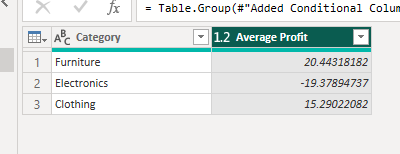 fx = Table.Group(#"Added Conditional Colum
ABC Category 1.2 Average Profit
1 Furniture 20.44318182
2 Electronics -19.37894737
3 Clothing 15.29022082